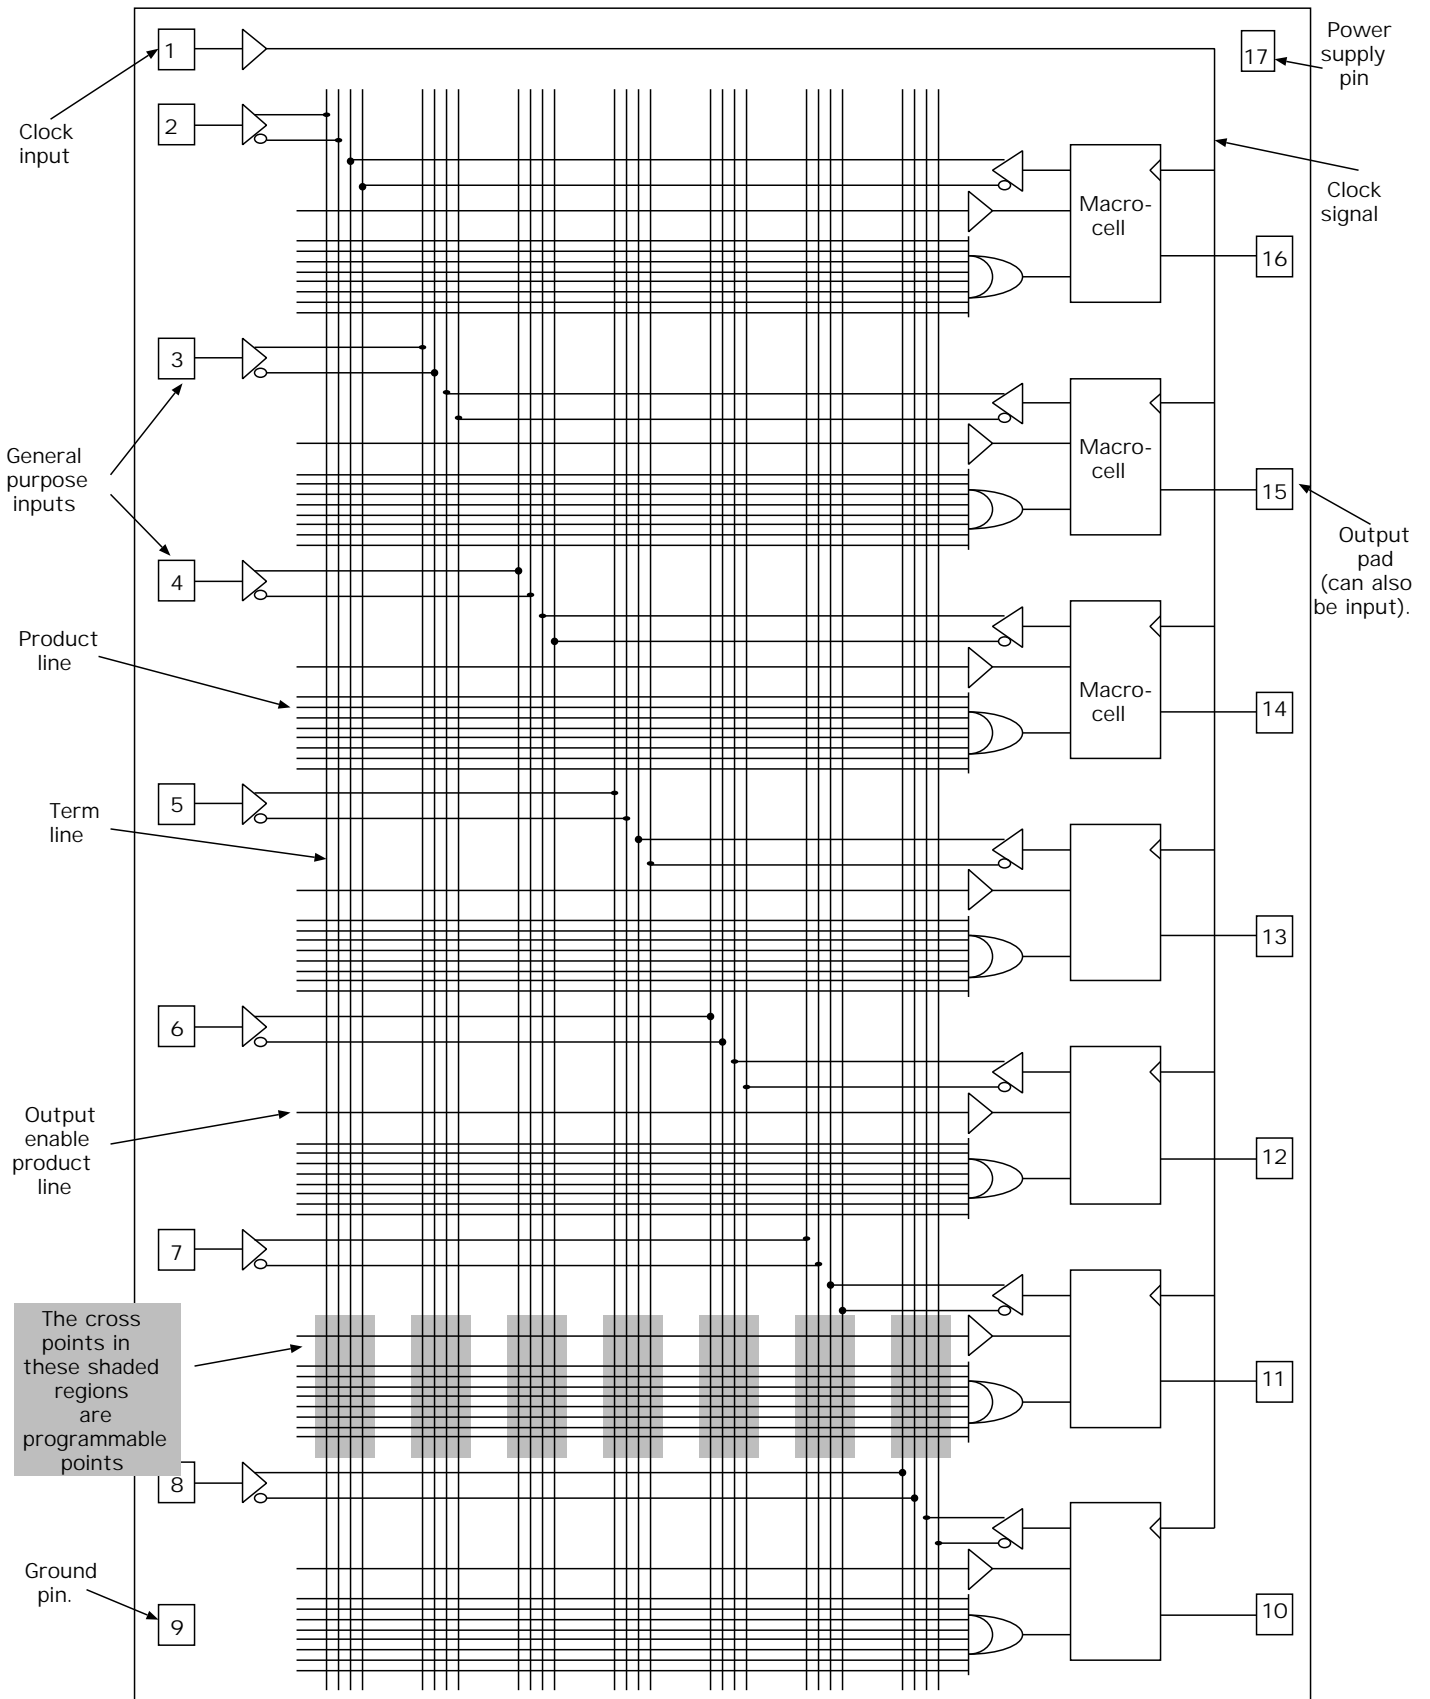 1
Power
supply
pin
17
2
Clock
input
Clock
signal
Macro-
cell
16
3
General
purpose
inputs
Macro-
cell
15
Output
pad
(can also
be input).
4
Product
line
Macro-
cell
14
5
Term
line
13
6
Output
enable
product
line
12
7
The cross
points in
these shaded
regions
are
programmable
points
11
8
Ground
pin.
9
10